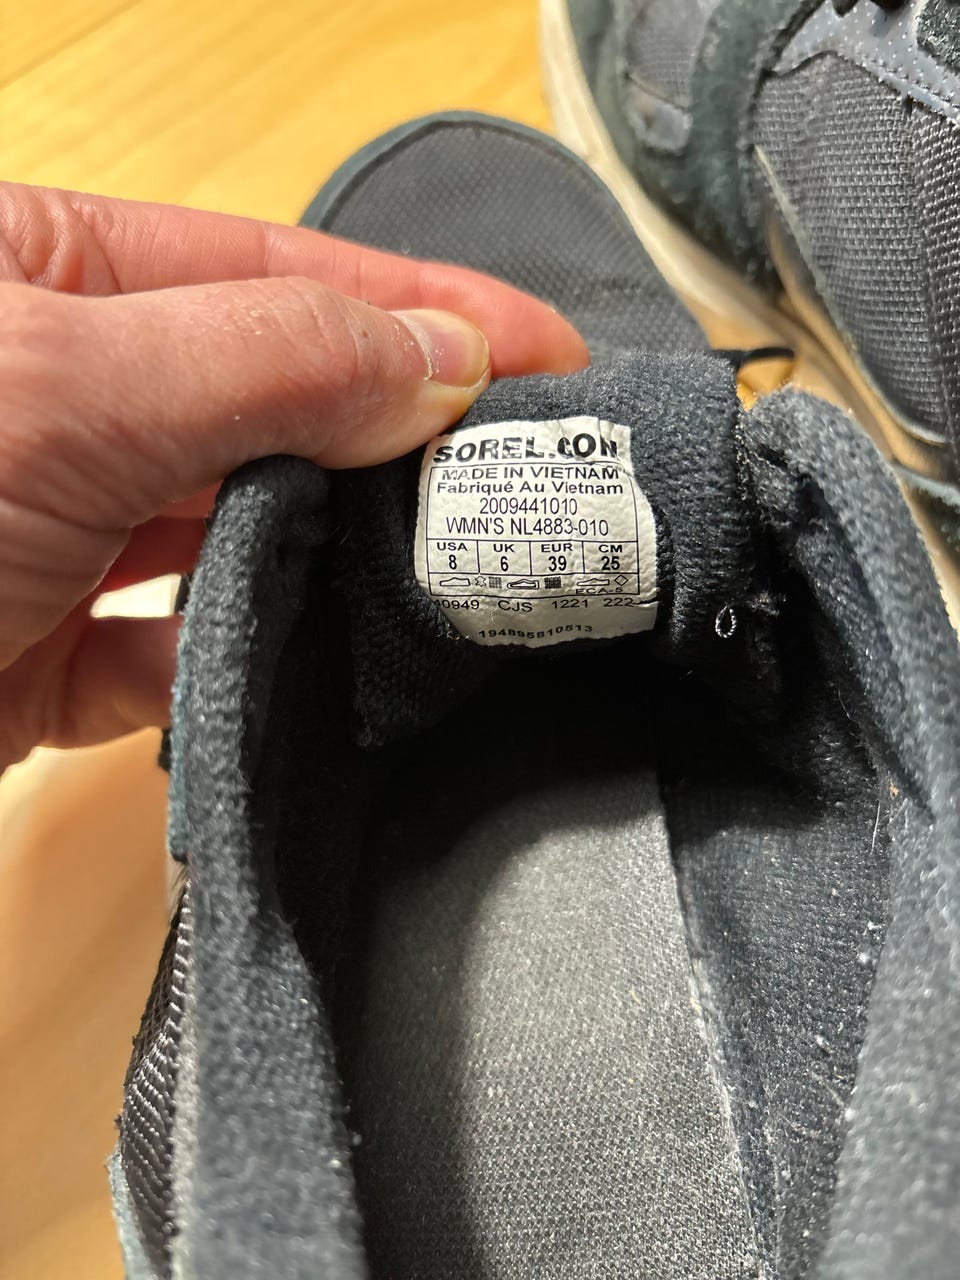 SOREL.COM
MADE IN VIETNAM
Fabriqué Au Vietnam
2009441010
WMN'S NL4883-010
USA UK EUR CM
8 6 39 25
ECA-5
CJS 1221 222
194895810513